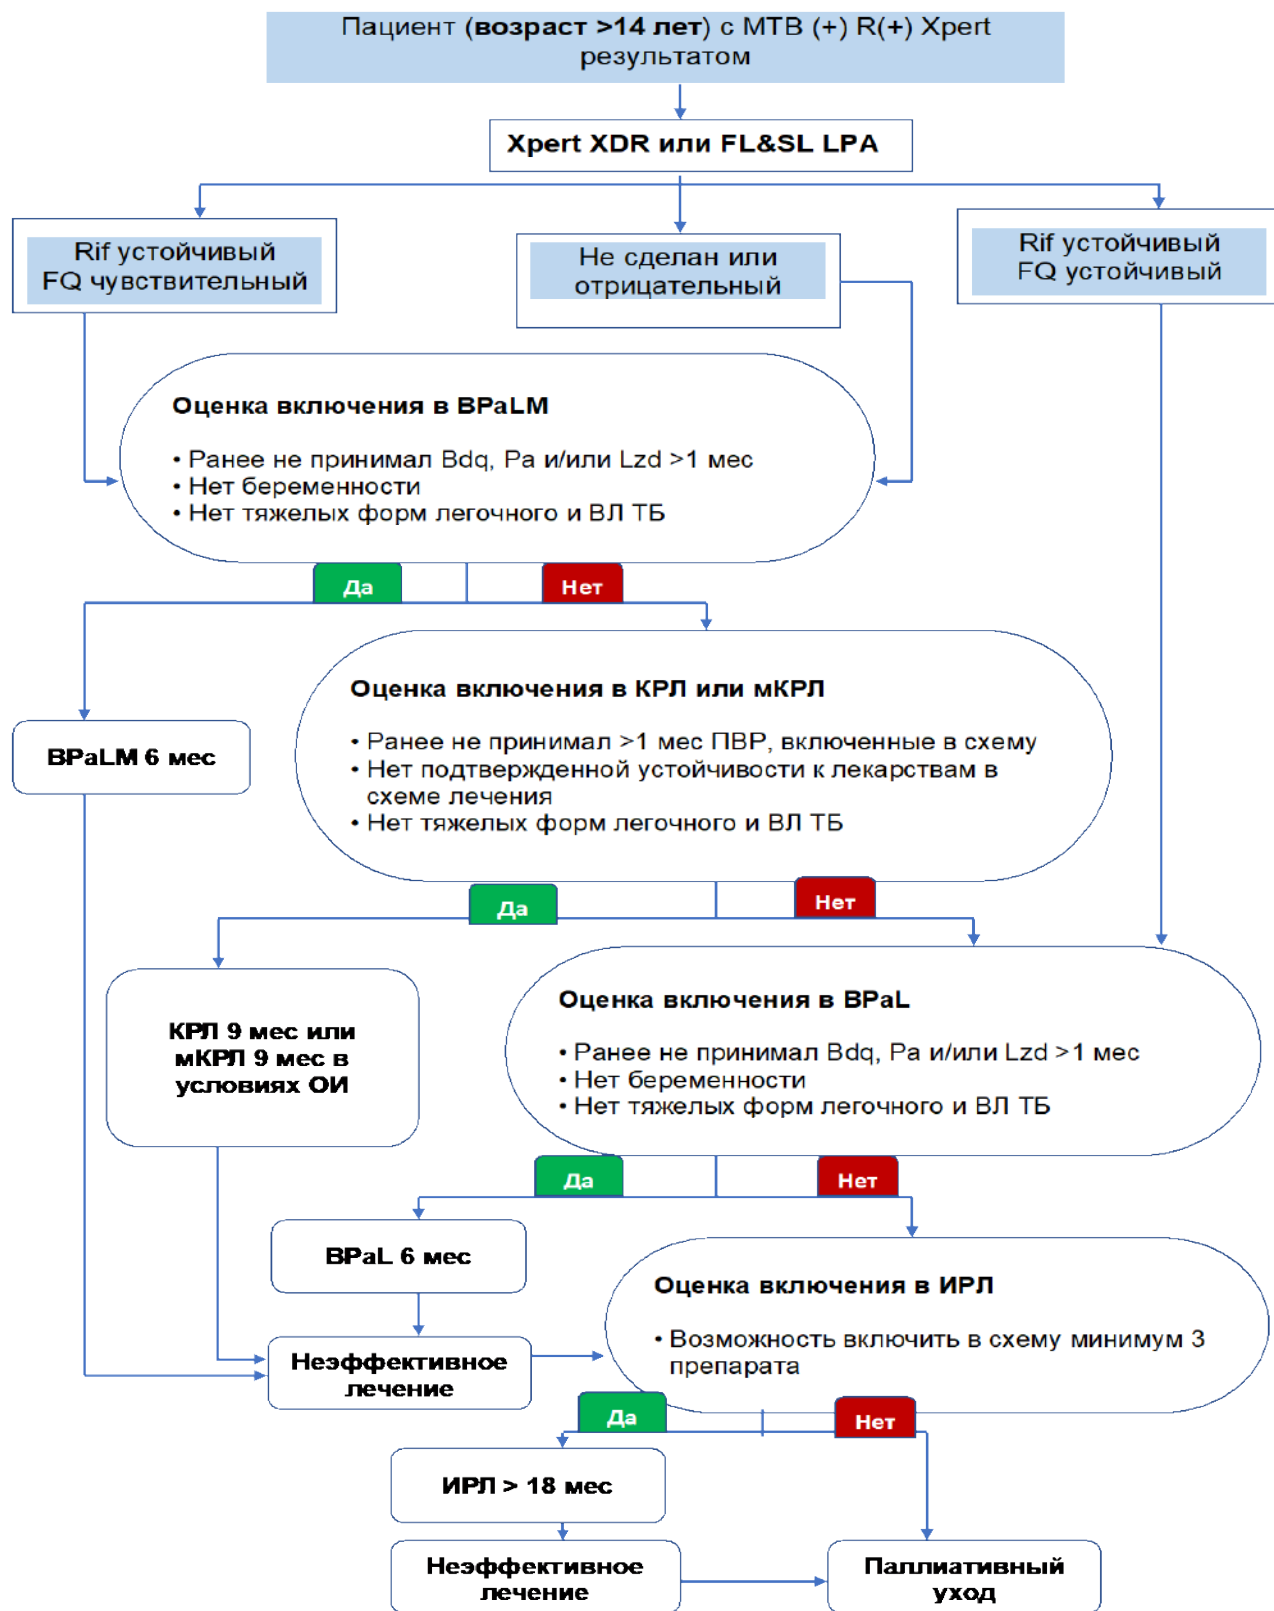 Пациент (возраст >14 лет) с МТВ (+) R(+) Xpert
результатом
Xpert XDR или FL&SL LPA
Rif устойчивый
FQ чувствительный
Не сделан или
отрицательный
Rif устойчивый
FQ устойчивый
Оценка включения в BPaLM
• Ранее не принимал Bdq, Pa и/или Lzd >1 мес
• Нет беременности
• Нет тяжелых форм легочного и ВЛ ТБ
Да
Нет
BPaLM 6 мес
Оценка включения в КРЛ или мКРЛ
• Ранее не принимал >1 мес ПВР, включенные в схему
• Нет подтвержденной устойчивости к лекарствам в
схеме лечения
• Нет тяжелых форм легочного и ВЛ ТБ
Да
Нет
КРЛ 9 мес или
мКРЛ 9 мес в
условиях ОИ
Оценка включения в BPaL
• Ранее не принимал Bdq, Pa и/или Lzd >1 мес
• Нет беременности
• Нет тяжелых форм легочного и ВЛ ТБ
Да
Нет
BPaL 6 мес
Оценка включения в ИРЛ
• Возможность включить в схему минимум 3
препарата
Неэффективное
лечение
Да
Нет
ИРЛ > 18 мес
Неэффективное
лечение
Паллиативный
уход